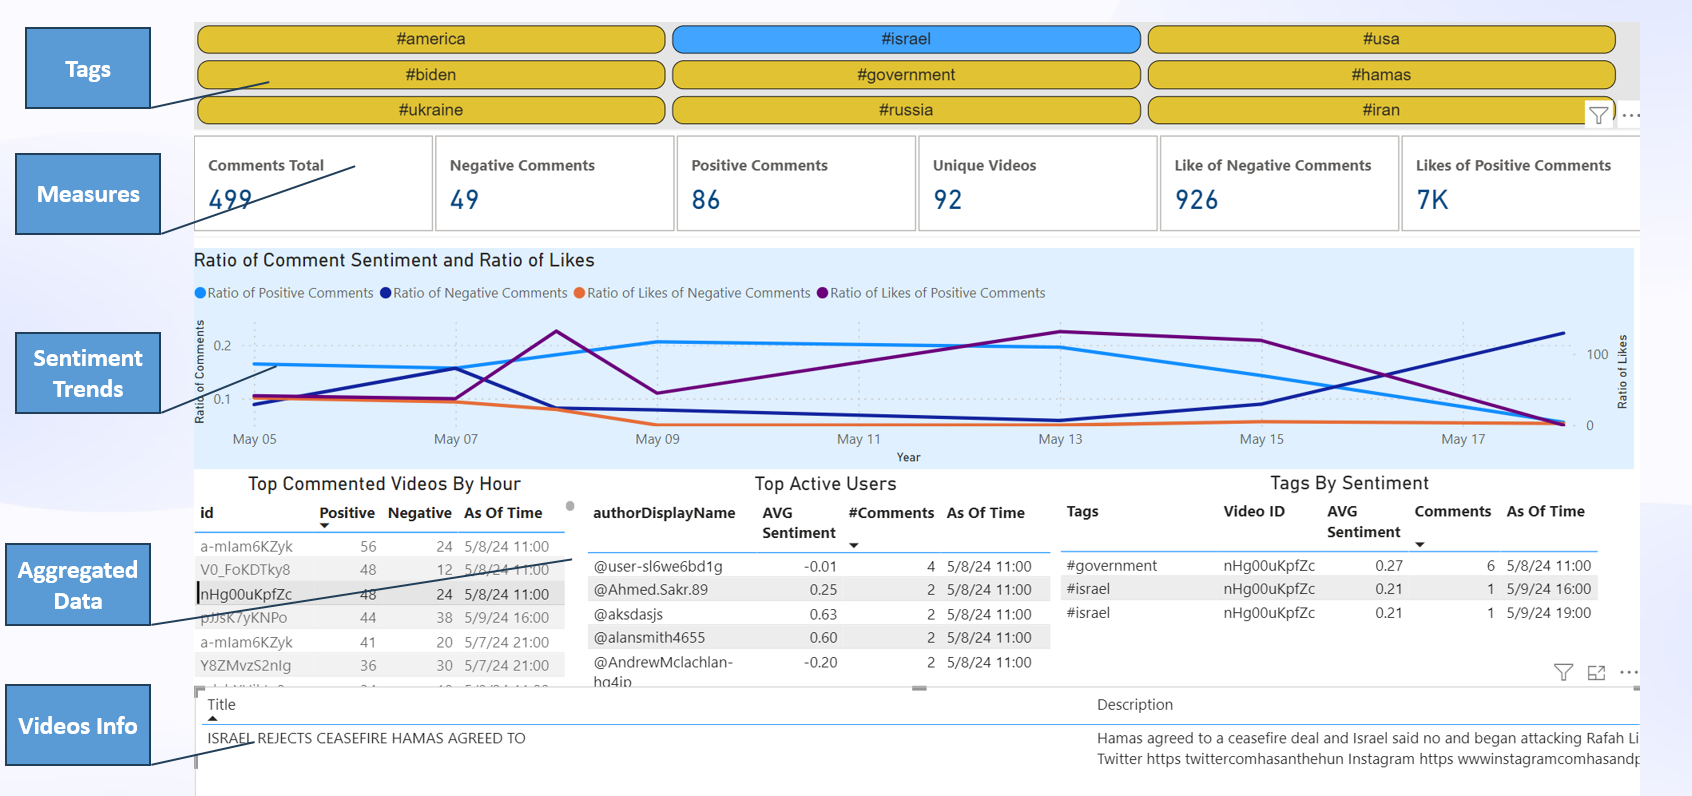 Tags
#america #israel #usa
#biden #government #hamas
#ukraine #russia #iran
Measures
Comments Total Negative Comments Positive Comments Unique Videos Like of Negative Comments Likes of Positive Comments
499 49 86 92 926 7K
Sentiment
Trends
Ratio of Comment Sentiment and Ratio of Likes
Ratio of Positive Comments Ratio of Negative Comments Ratio of Likes of Negative Comments Ratio of Likes of Positive Comments
Ratio of Comments
0.2
0.1
100
0
Ratio of Likes
May 05 May 07 May 09 May 11 May 13 May 15 May 17
Year
Aggregated
Data
Top Commented Videos By Hour
id Positive Negative As Of Time
a-mIam6KZyk 56 24 5/8/24 11:00
V0_FoKDTky8 48 12 5/8/24 11:00
nHg00uKpfZc 48 24 5/8/24 11:00
pJJsK7yKNPo 44 38 5/9/24 16:00
a-mIam6KZyk 41 20 5/7/24 21:00
Y8ZMvzS2nIg 36 30 5/7/24 21:00
Top Active Users
authorDisplayName AVG Sentiment #Comments As Of Time
@user-sl6we6bd1g -0.01 4 5/8/24 11:00
@Ahmed.Sakr.89 0.25 2 5/8/24 11:00
@aksdasjs 0.63 2 5/8/24 11:00
@alansmith4655 0.60 2 5/8/24 11:00
@AndrewMclachlan- -0.20 2 5/8/24 11:00
Tags By Sentiment
Tags Video ID AVG Sentiment Comments As Of Time
#government nHg00uKpfZc 0.27 6 5/8/24 11:00
#israel nHg00uKpfZc 0.21 1 5/9/24 16:00
#israel nHg00uKpfZc 0.21 1 5/9/24 19:00
Videos Info
Title Description
ISRAEL REJECTS CEASEFIRE HAMAS AGREED TO Hamas agreed to a ceasefire deal and Israel said no and began attacking Rafah Li
Twitter https twittercomhasanthehun Instagram https wwwinstagramcomhasandp